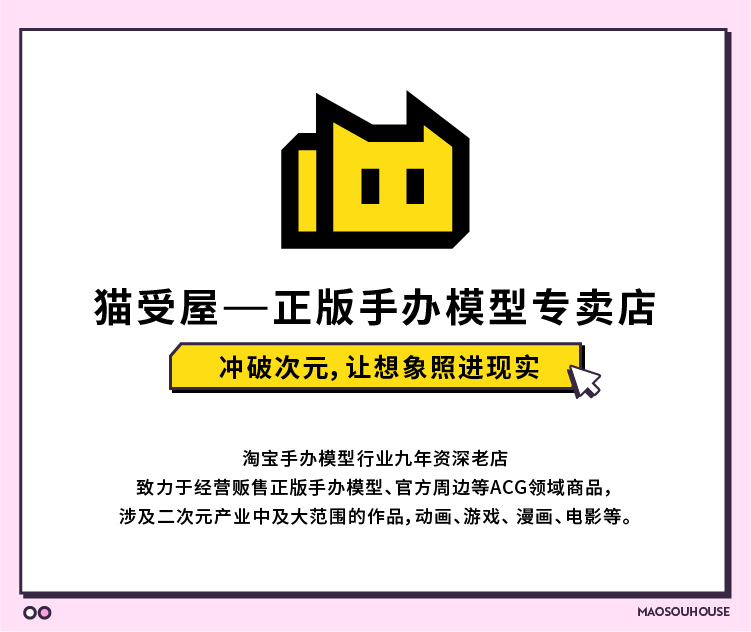 猫受屋—正版手办模型专卖店
冲破次元，让想象照进现实
淘宝手办模型行业九年资深老店
致力于经营贩售正版手办模型、官方周边等ACG领域商品，
涉及二次元产业中及大范围的作品，动画、游戏、漫画、电影等。
MAOSOUHOUSE